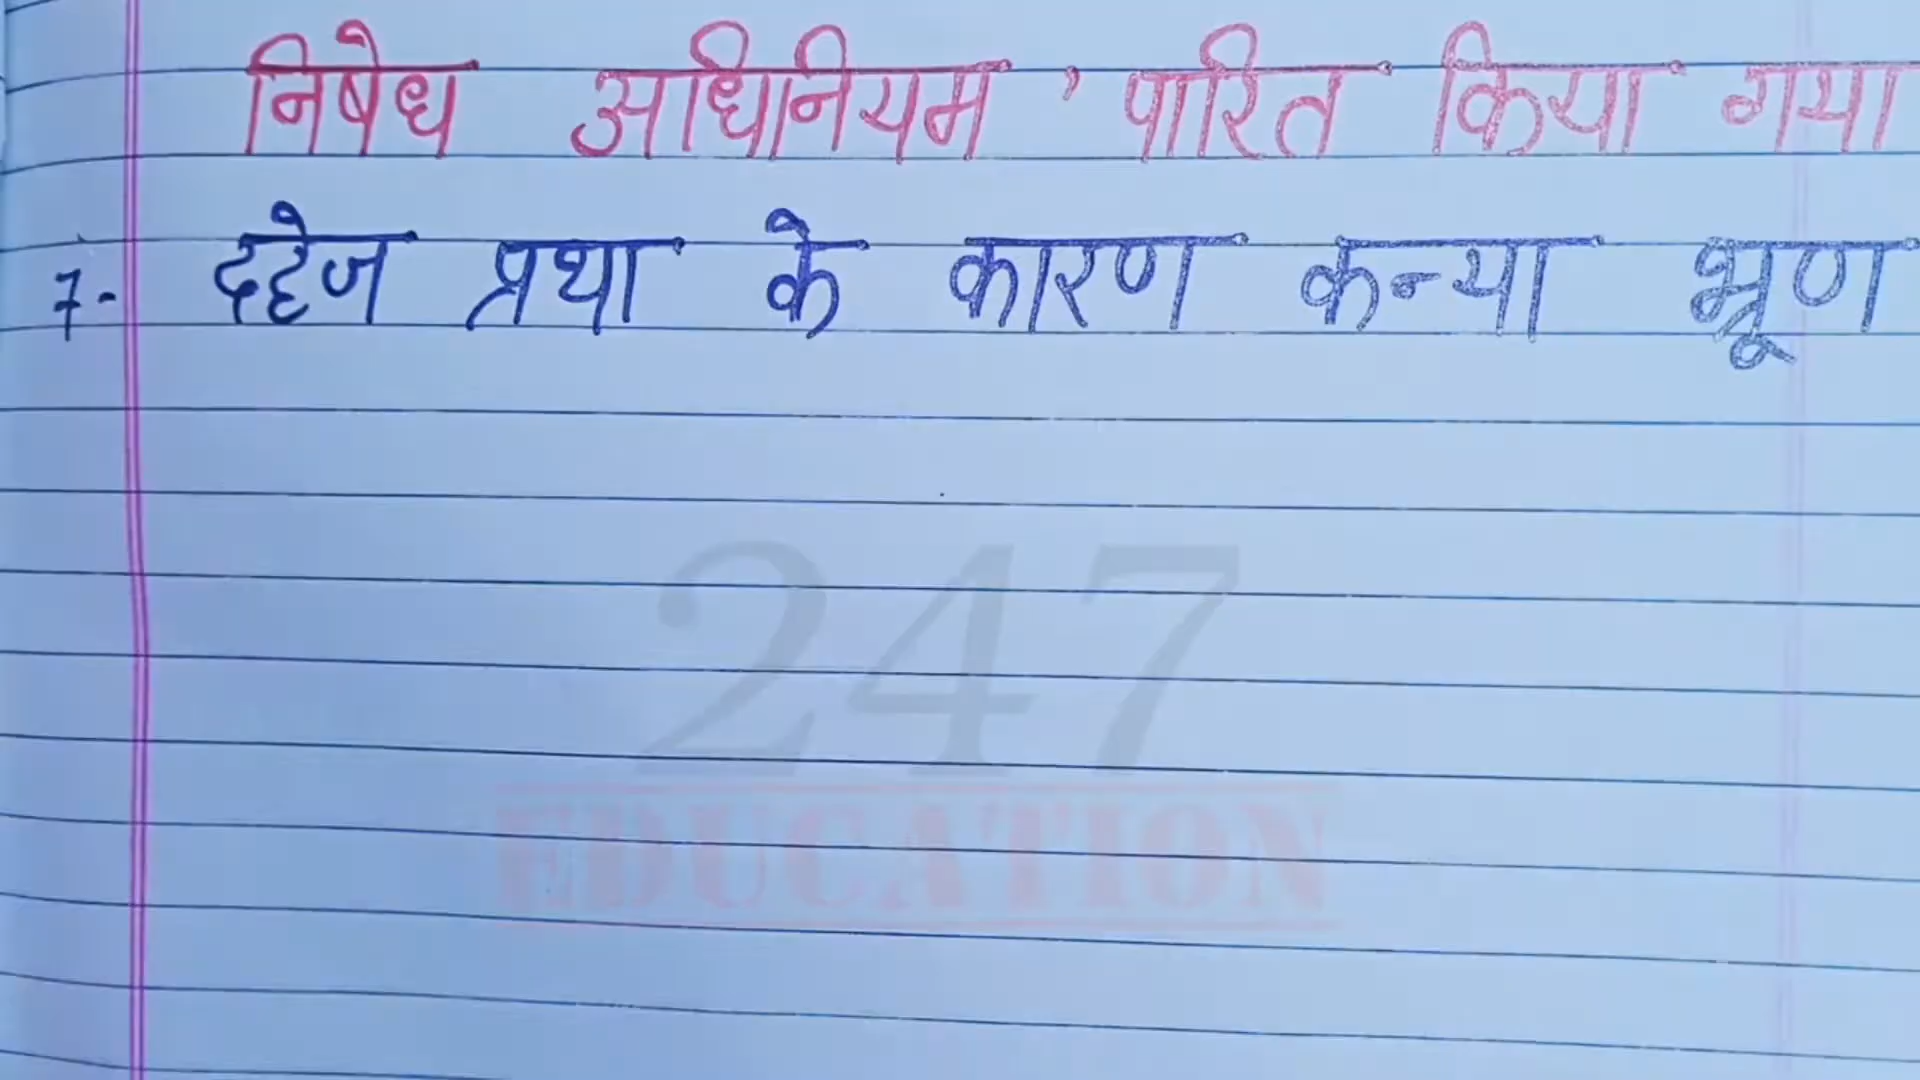 निषेध अधिनियम ' पारित किया गया
7- दहेज प्रथा के कारण कन्या भ्रूण
247
EDUCATION